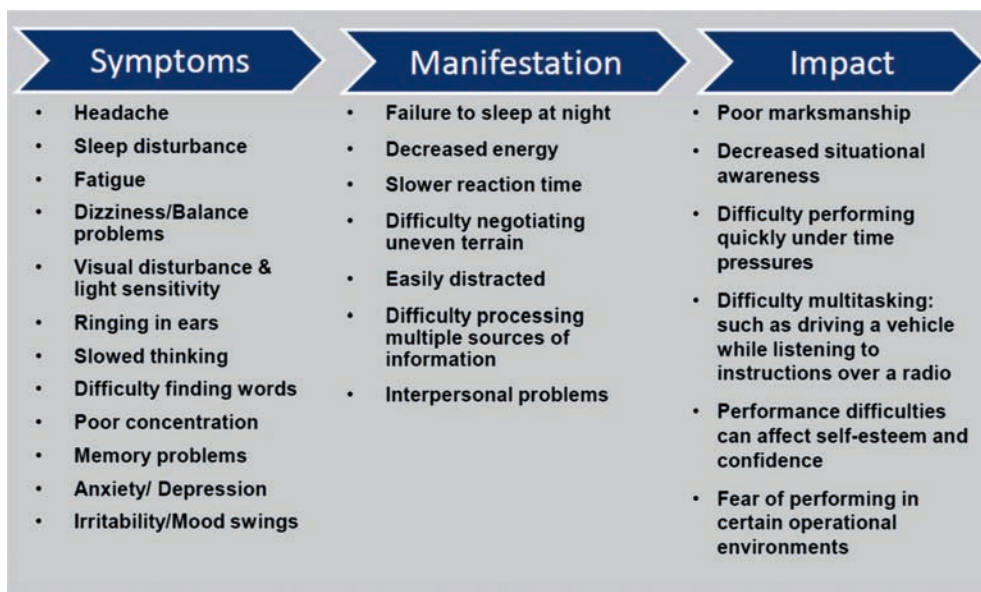 Symptoms
• Headache
• Sleep disturbance
• Fatigue
• Dizziness/Balance
problems
• Visual disturbance &
light sensitivity
• Ringing in ears
• Slowed thinking
• Difficulty finding words
• Poor concentration
• Memory problems
• Anxiety/ Depression
• Irritability/Mood swings
Manifestation
• Failure to sleep at night
• Decreased energy
• Slower reaction time
• Difficulty negotiating
uneven terrain
• Easily distracted
• Difficulty processing
multiple sources of
information
• Interpersonal problems
Impact
• Poor marksmanship
• Decreased situational
awareness
• Difficulty performing
quickly under time
pressures
• Difficulty multitasking:
such as driving a vehicle
while listening to
instructions over a radio
• Performance difficulties
can affect self-esteem and
confidence
• Fear of performing in
certain operational
environments